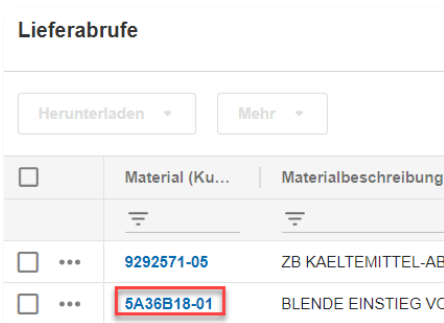 Lieferabrufe
Herunterladen Mehr
Material (Ku... Materialbeschreibung
9292571-05 ZB KAELTEMITTEL-AB
5A36B18-01 BLENDE EINSTIEG VO